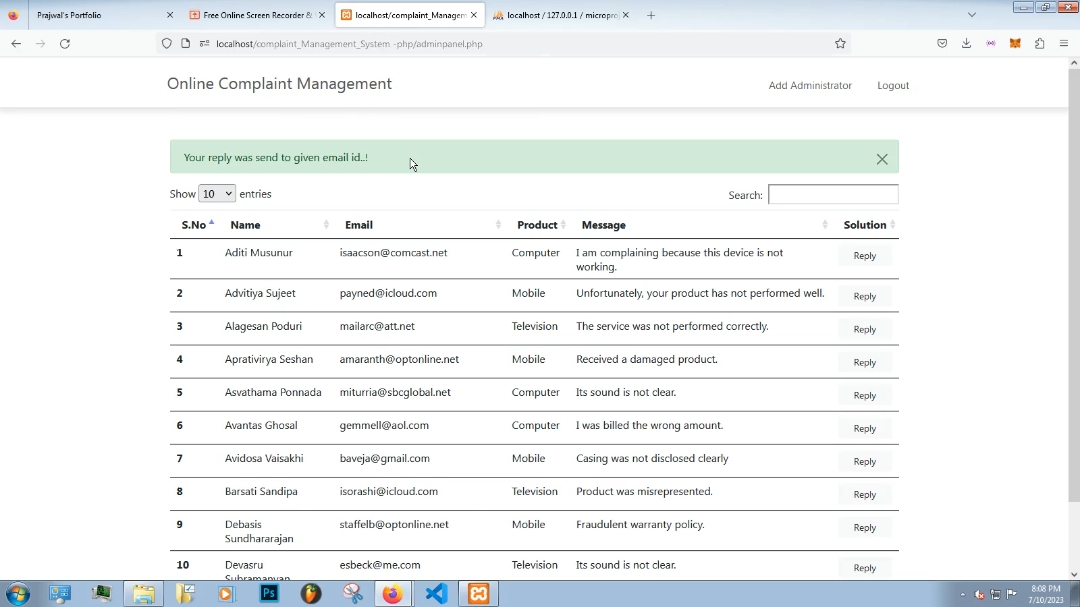 Prajwal's Portfolio
Free Online Screen Recorder &
localhost/complaint_Managem
localhost / 127.0.0.1 / micropro
localhost/complaint_Management_System -php/adminpanel.php
Online Complaint Management
Add Administrator
Logout
Your reply was send to given email id..!
Show 10 entries
Search:
S.No Name Email Product Message Solution
1 Aditi Musunur isaacson@comcast.net Computer I am complaining because this device is not
working. Reply
2 Advitiya Sujeet payned@icloud.com Mobile Unfortunately, your product has not performed well. Reply
3 Alagesan Poduri mailarc@att.net Television The service was not performed correctly. Reply
4 Aprativirya Seshan amaranth@optonline.net Mobile Received a damaged product. Reply
5 Asvathama Ponnada miturria@sbcglobal.net Computer Its sound is not clear. Reply
6 Avantas Ghosal gemmell@aol.com Computer I was billed the wrong amount. Reply
7 Avidosa Vaisakhi baveja@gmail.com Mobile Casing was not disclosed clearly Reply
8 Barsati Sandipa isorashi@icloud.com Television Product was misrepresented. Reply
9 Debasis staffelb@optonline.net Mobile Fraudulent warranty policy. Reply
Sundhararajan
10 Devasru esbeck@me.com Television Its sound is not clear. Reply
Subramanyan
Ps
8:08 PM
7/10/2023